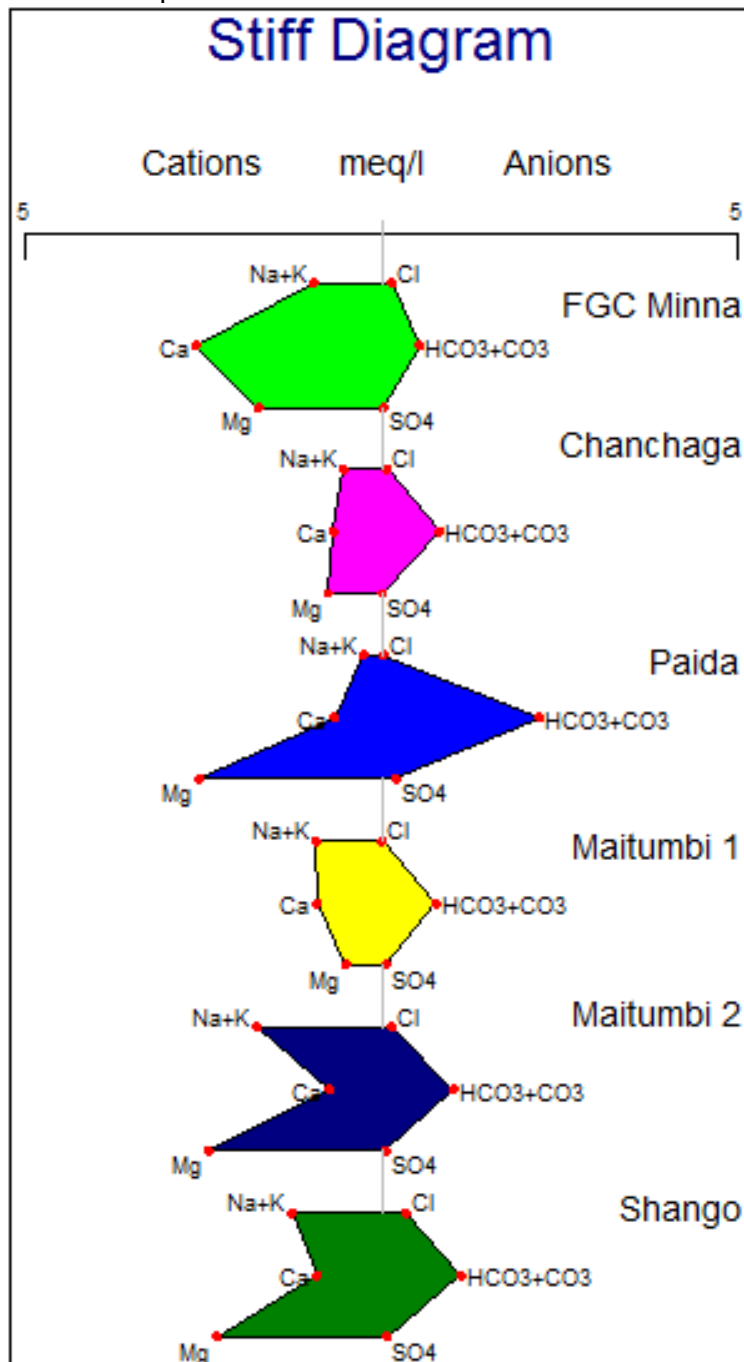 Stiff Diagram
Cations meq/l Anions
5 5
Na+K Cl
FGC Minna
Ca HCO3+CO3
Mg SO4
Chanchaga
Na+K Cl
Ca HCO3+CO3
Mg SO4
Na+K Cl Paida
Ca HCO3+CO3
Mg SO4
Na+K Cl Maitumbi 1
Ca HCO3+CO3
Mg SO4
Na+K Cl Maitumbi 2
Ca HCO3+CO3
Mg SO4
Na+K Cl Shango
Ca HCO3+CO3
Mg SO4